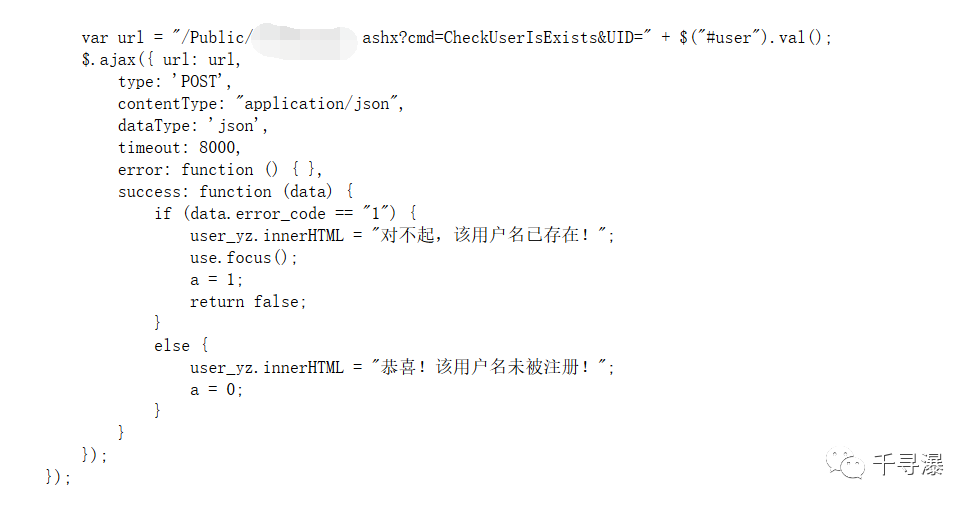 var url = "/Public/ ashx?cmd=CheckUserIsExists&UID=" + $("#user").val();
$.ajax({ url: url,
type: 'POST',
contentType: "application/json",
dataType: 'json',
timeout: 8000,
error: function () { },
success: function (data) {
if (data.error_code == "1") {
user_yz.innerHTML = "对不起，该用户名已存在！";
use.focus();
a = 1;
return false;
}
else {
user_yz.innerHTML = "恭喜！该用户名未被注册！";
a = 0;
}
}
});
});
千寻瀑